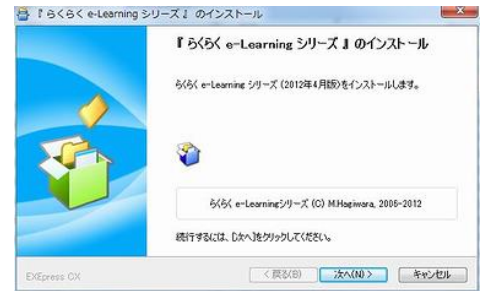 『 らくらく e-Learning シリーズ 』 のインストール
『 らくらく e-Learning シリーズ 』 のインストール
らくらく e-Learning シリーズ (2012年4月版)をインストールします。
らくらく e-Learningシリーズ (C) M.Hagiwara, 2005-2012
続行するには、[次へ]をクリックしてください。
EXEpress CX
< 戻る(B)
次へ(N) >
キャンセル